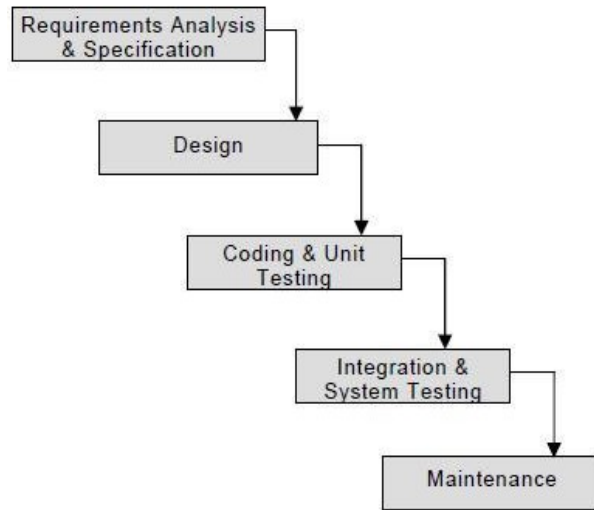 Requirements Analysis
& Specification
Design
Coding & Unit
Testing
Integration &
System Testing
Maintenance